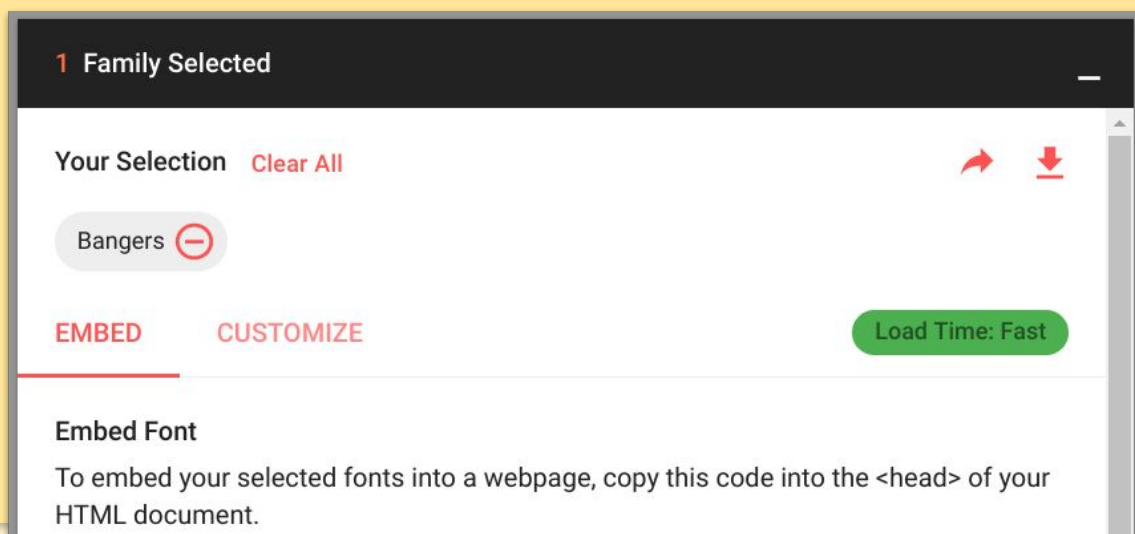 1 Family Selected
Your Selection Clear All
Bangers
EMBED CUSTOMIZE Load Time: Fast
Embed Font
To embed your selected fonts into a webpage, copy this code into the <head> of your
HTML document.